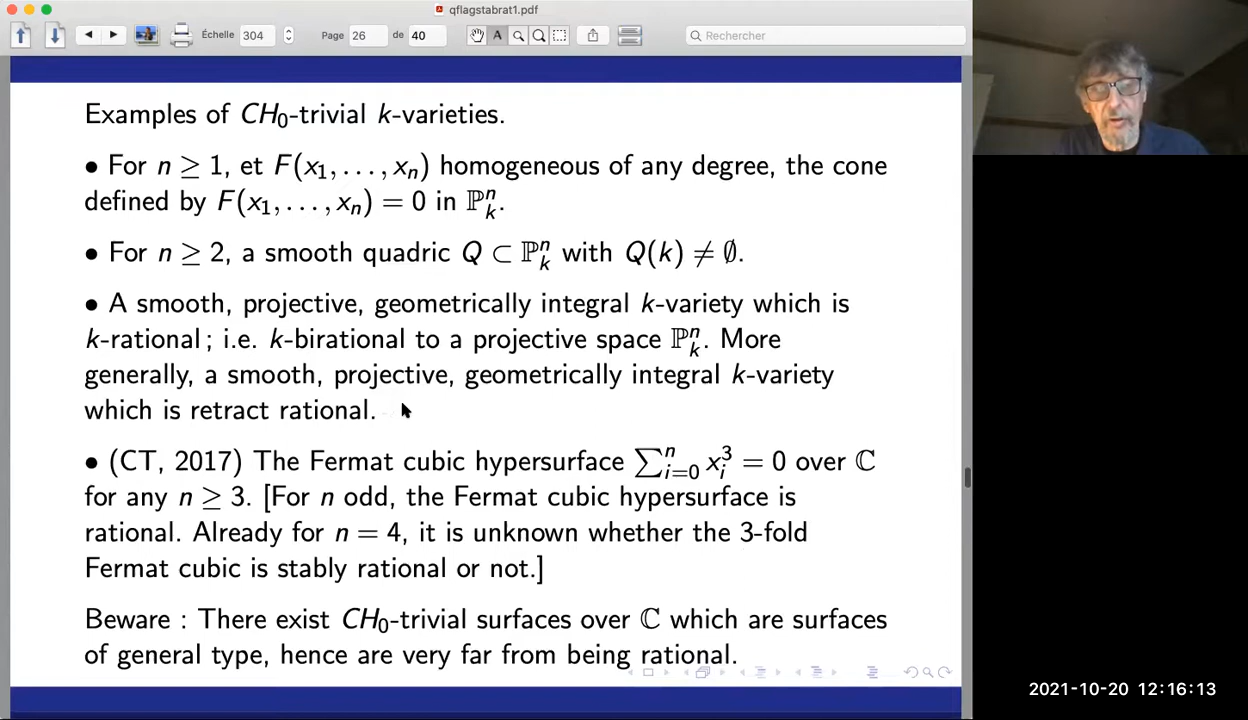 qflagstabrat1.pdf
Échelle 304 Page 26 de 40 Rechercher
Examples of CH₀-trivial k-varieties.
• For n ≥ 1, et F(x₁, . . . , xₙ) homogeneous of any degree, the cone
defined by F(x₁, . . . , xₙ) = 0 in ℙⁿₖ.
• For n ≥ 2, a smooth quadric Q ⊂ ℙⁿₖ with Q(k) ≠ ∅.
• A smooth, projective, geometrically integral k-variety which is
k-rational ; i.e. k-birational to a projective space ℙⁿₖ. More
generally, a smooth, projective, geometrically integral k-variety
which is retract rational.
• (CT, 2017) The Fermat cubic hypersurface ∑ⁿᵢ₌₀ xᵢ³ = 0 over ℂ
for any n ≥ 3. [For n odd, the Fermat cubic hypersurface is
rational. Already for n = 4, it is unknown whether the 3-fold
Fermat cubic is stably rational or not.]
Beware : There exist CH₀-trivial surfaces over ℂ which are surfaces
of general type, hence are very far from being rational.
2021-10-20 12:16:13